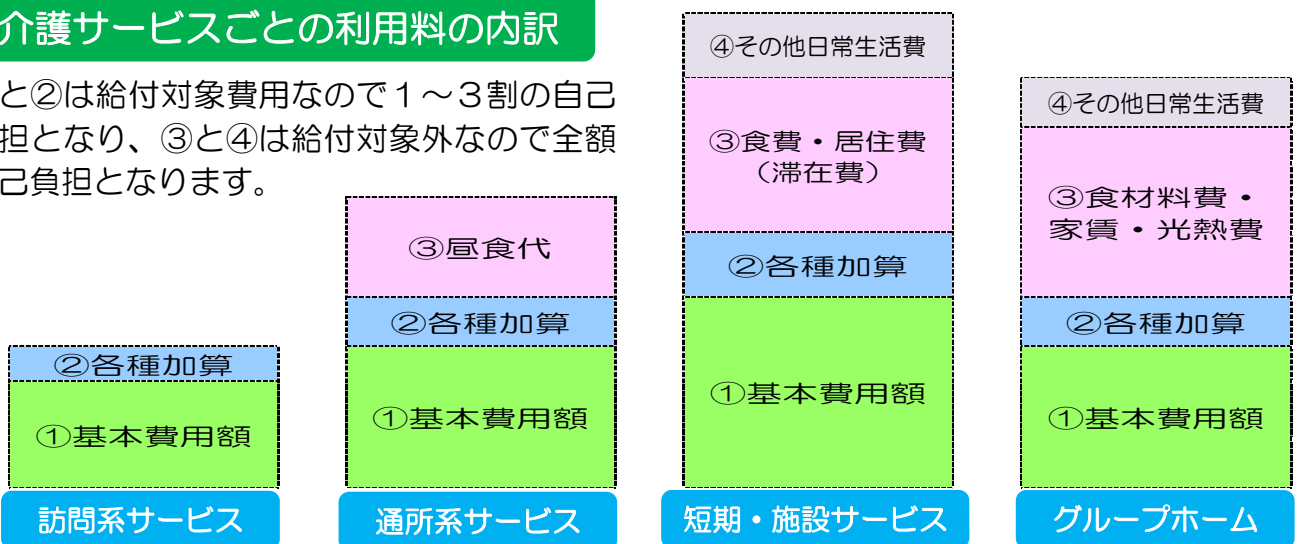 介護サービスごとの利用料の内訳
と②は給付対象費用なので１～３割の自己
担となり、③と④は給付対象外なので全額
己負担となります。
②各種加算
①基本費用額
訪問系サービス
③昼食代
②各種加算
①基本費用額
通所系サービス
④その他日常生活費
③食費・居住費
（滞在費）
②各種加算
①基本費用額
短期・施設サービス
④その他日常生活費
③食材料費・
家賃・光熱費
②各種加算
①基本費用額
グループホーム